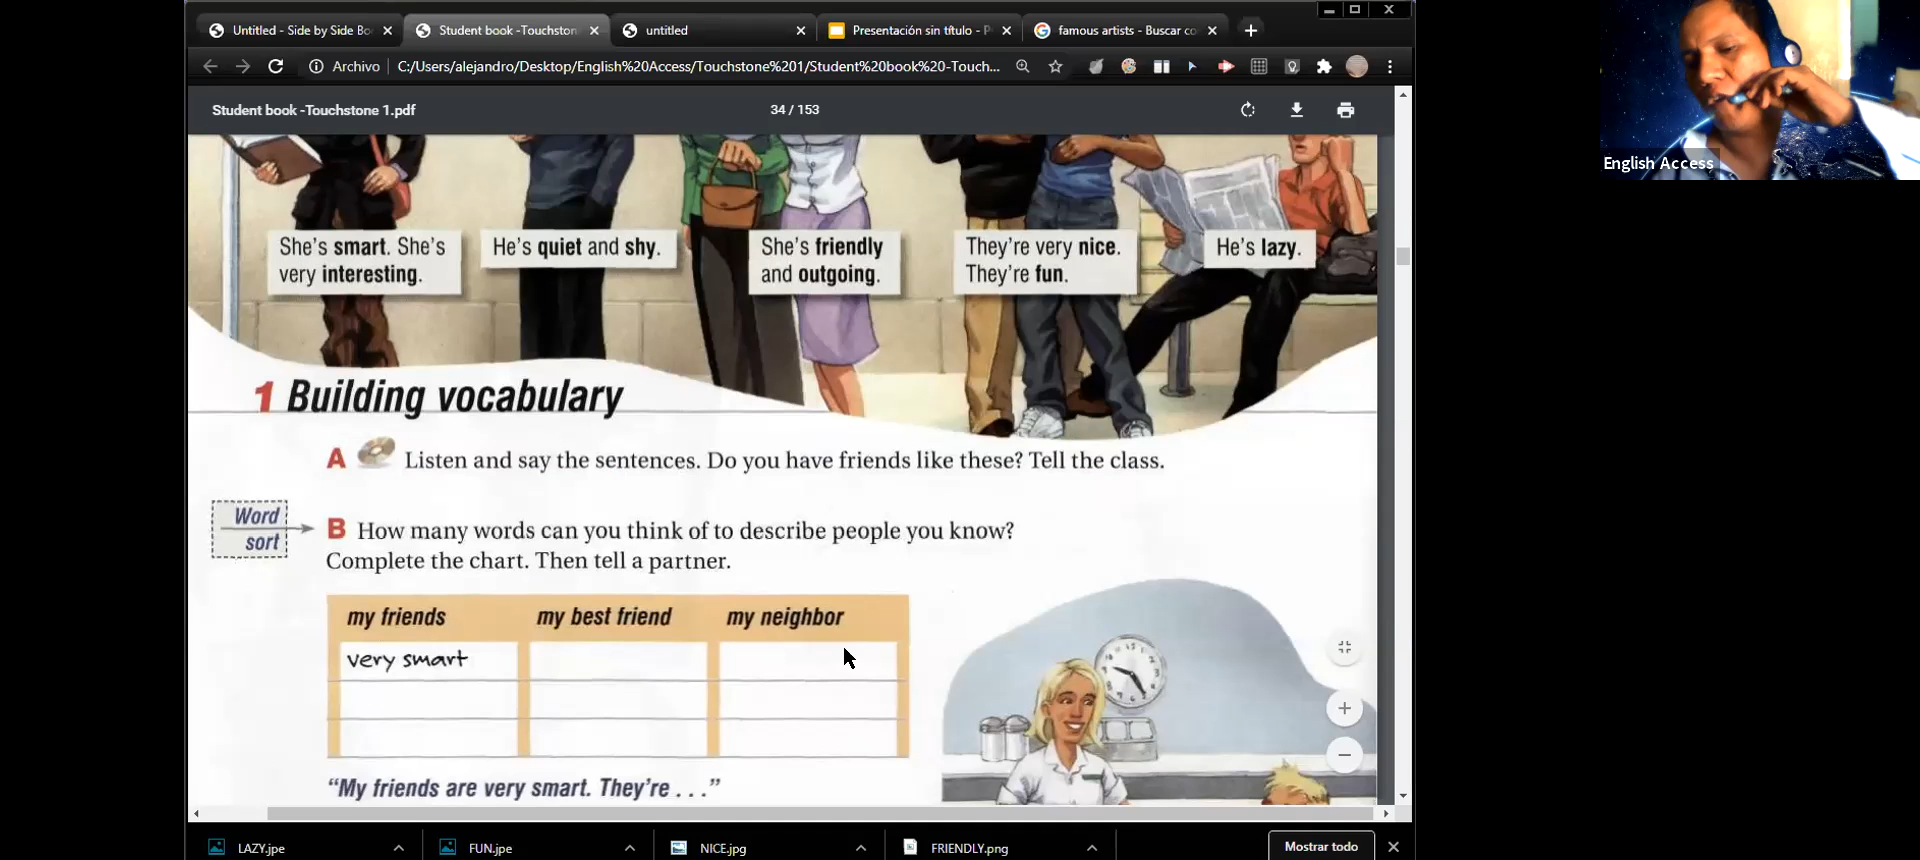 Untitled - Side by Side Bo
Student book -Touchston
untitled
Presentación sin título - P
famous artists - Buscar co
Archivo
C:/Users/alejandro/Desktop/English%20Access/Touchstone%201/Student%20book%20-Touch...
Student book -Touchstone 1.pdf
34 / 153
English Access
She's smart. She's
very interesting.
He's quiet and shy.
She's friendly
and outgoing.
They're very nice.
They're fun.
He's lazy.
1 Building vocabulary
A Listen and say the sentences. Do you have friends like these? Tell the class.
Word
sort
B How many words can you think of to describe people you know?
Complete the chart. Then tell a partner.
my friends my best friend my neighbor
very smart
"My friends are very smart. They're . . ."
LAZY.jpe
FUN.jpe
NICE.jpg
FRIENDLY.png
Mostrar todo